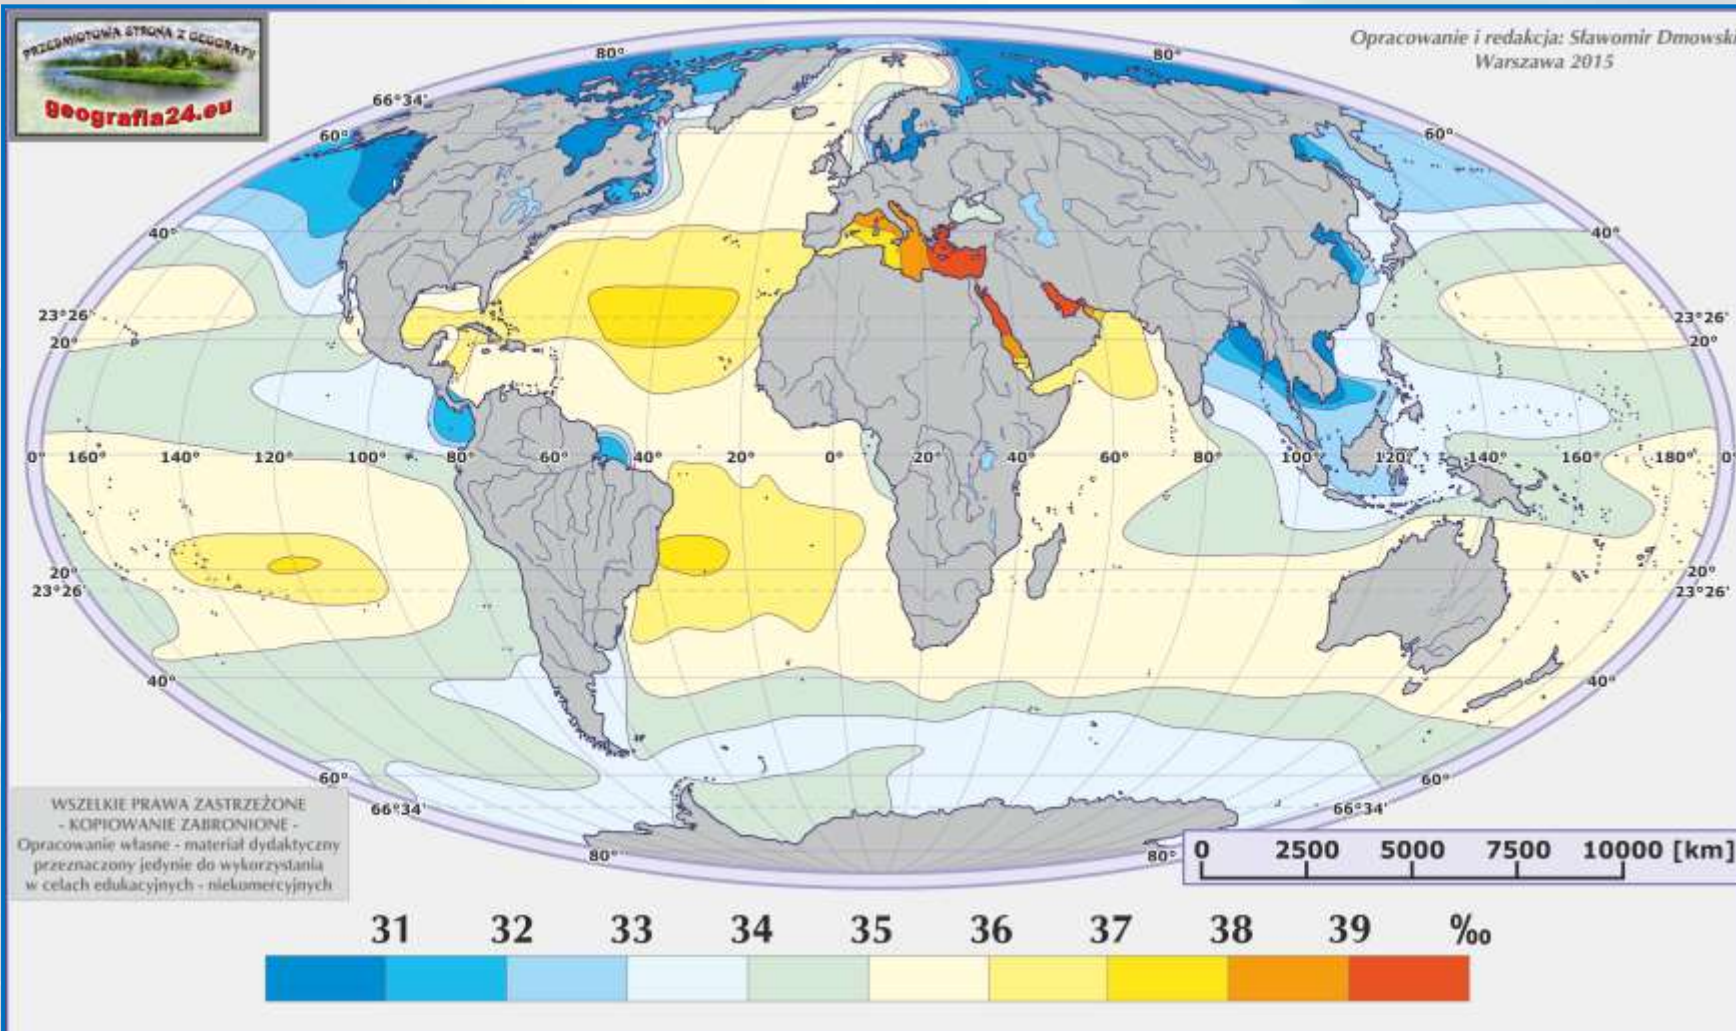 PRZEDMIOTOWA STRONA Z GEOGRAFII
geografia24.eu
Opracowanie i redakcja: Sławomir Dmowski
Warszawa 2015
80° 80°
66°34'
60° 60°
40° 40°
23°26' 23°26'
20° 20°
0° 160° 140° 120° 100° 80° 60° 40° 20° 0° 20° 40° 60° 80° 100° 120° 140° 160° 180° 0°
20° 20°
23°26' 23°26'
40° 40°
60° 60°
66°34' 66°34'
80° 80°
WSZELKIE PRAWA ZASTRZEŻONE
- KOPIOWANIE ZABRONIONE -
Opracowanie własne - materiał dydaktyczny
przeznaczony jedynie do wykorzystania
w celach edukacyjnych - niekomercyjnych
0 2500 5000 7500 10000 [km]
31 32 33 34 35 36 37 38 39 ‰